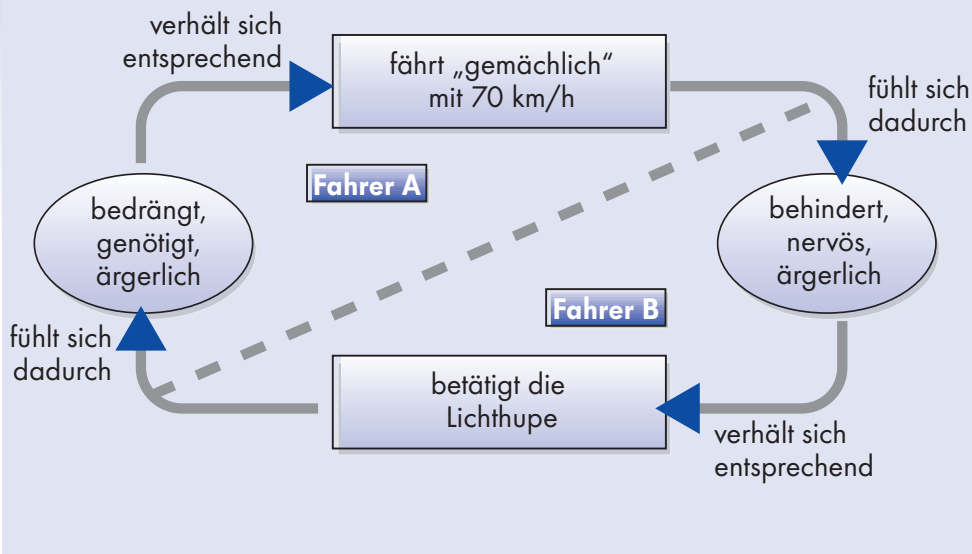 verhält sich
entsprechend
fährt „gemächlich“
mit 70 km/h
fühlt sich
dadurch
Fahrer A
bedrängt,
genötigt,
ärgerlich
behindert,
nervös,
ärgerlich
Fahrer B
fühlt sich
dadurch
betätigt die
Lichthupe
verhält sich
entsprechend